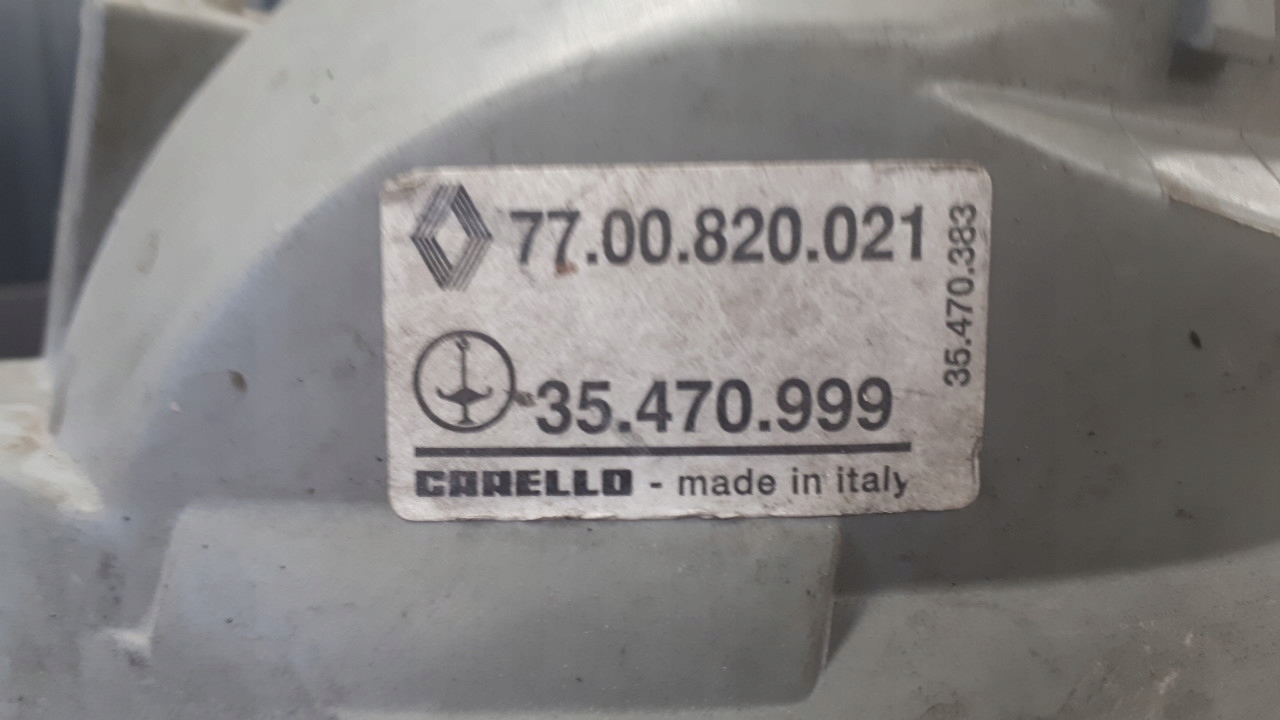 77.00.820.021
35.470.999
CARELLO - made in italy
35.470.383